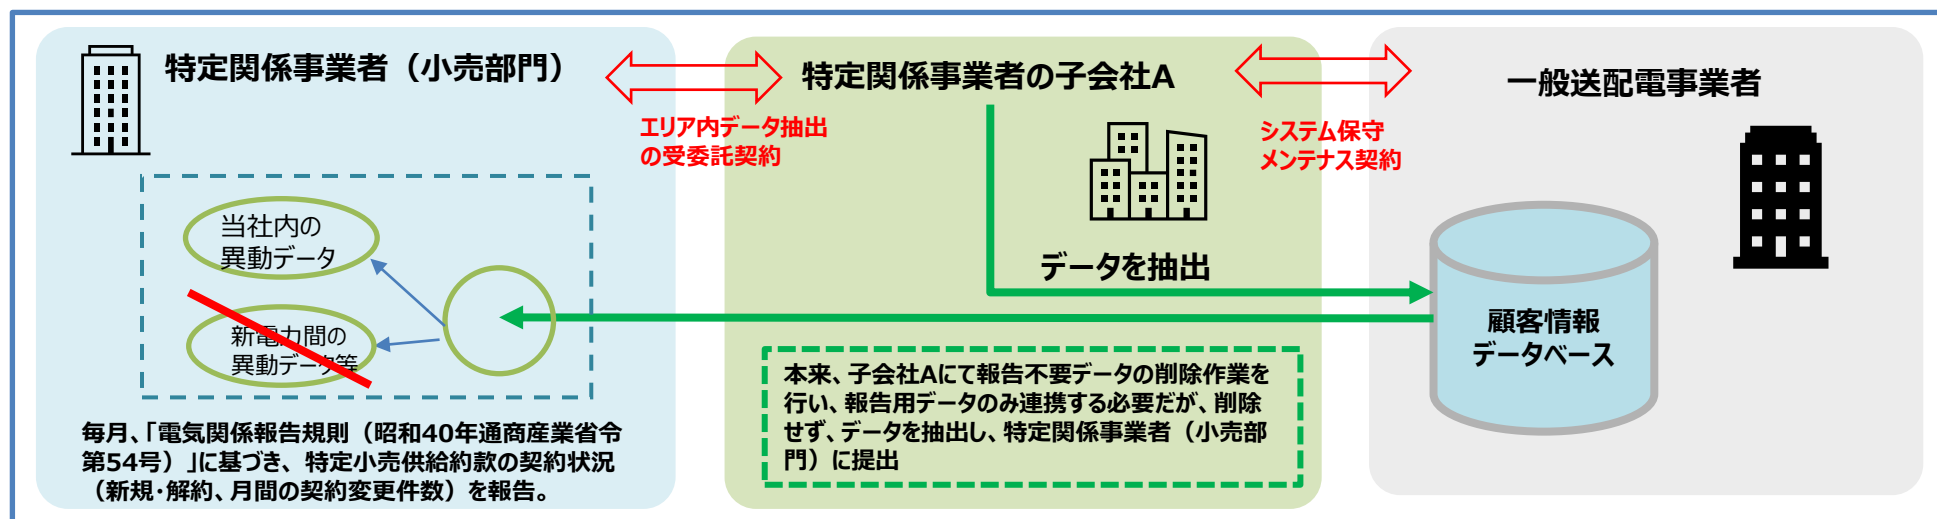 特定関係事業者（小売部門）
エリア内データ抽出
の受委託契約
当社内の
異動データ
新電力間の
異動データ等
毎月、「電気関係報告規則（昭和40年通商産業省令
第54号）」に基づき、特定小売供給約款の契約状況
（新規・解約、月間の契約変更件数）を報告。
特定関係事業者の子会社A
データを抽出
本来、子会社Aにて報告不要データの削除作業を
行い、報告用データのみ連携する必要だが、削除
せず、データを抽出し、特定関係事業者（小売部
門）に提出
システム保守
メンテナス契約
一般送配電事業者
顧客情報
データベース